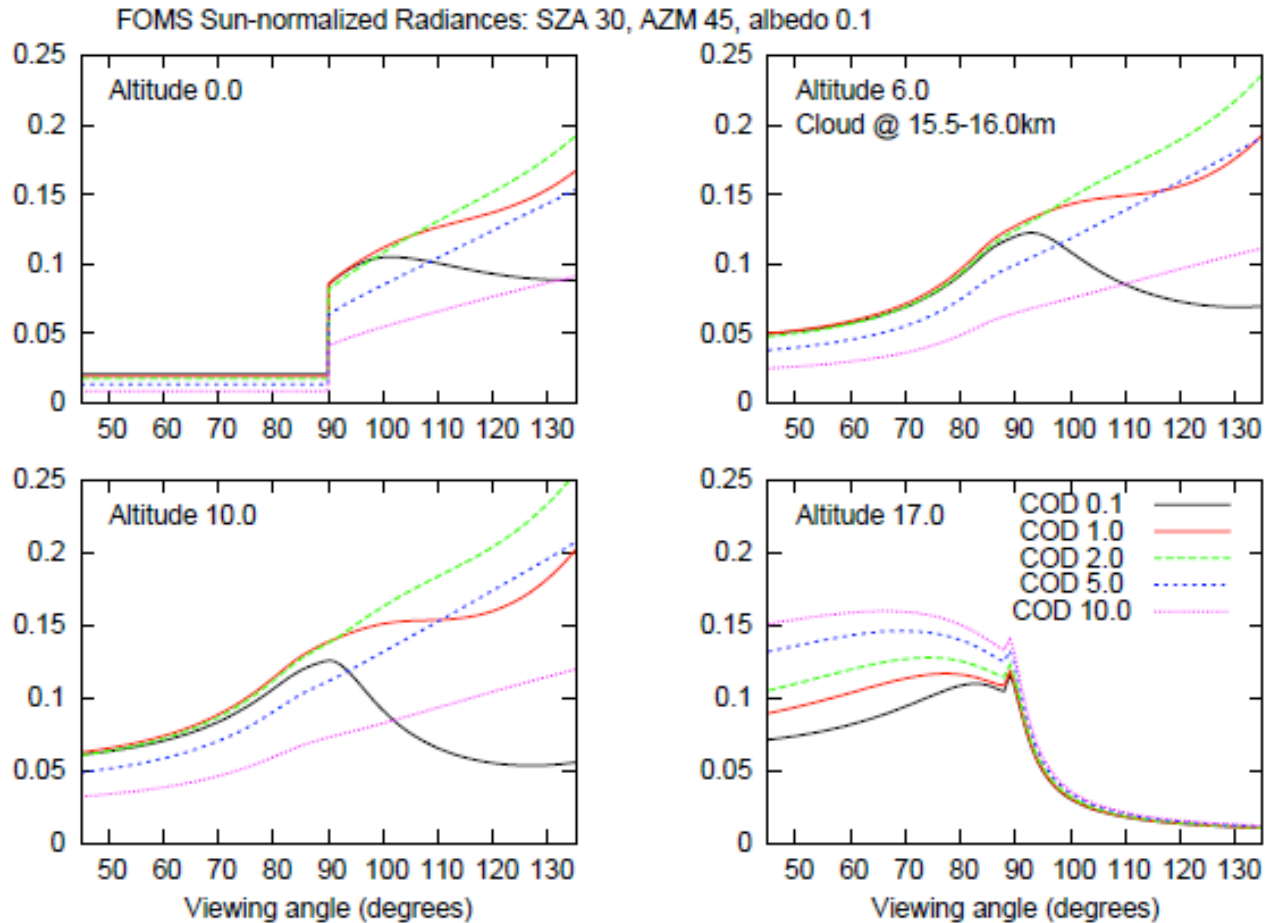 FOMS Sun-normalized Radiances: SZA 30, AZM 45, albedo 0.1
0.25
0.2
0.15
0.1
0.05
0
Altitude 0.0
50 60 70 80 90 100 110 120 130
0.25
0.2
0.15
0.1
0.05
0
Altitude 6.0
Cloud @ 15.5-16.0km
50 60 70 80 90 100 110 120 130
0.25
0.2
0.15
0.1
0.05
0
Altitude 10.0
50 60 70 80 90 100 110 120 130
Viewing angle (degrees)
0.25
0.2
0.15
0.1
0.05
0
Altitude 17.0
COD 0.1
COD 1.0
COD 2.0
COD 5.0
COD 10.0
50 60 70 80 90 100 110 120 130
Viewing angle (degrees)